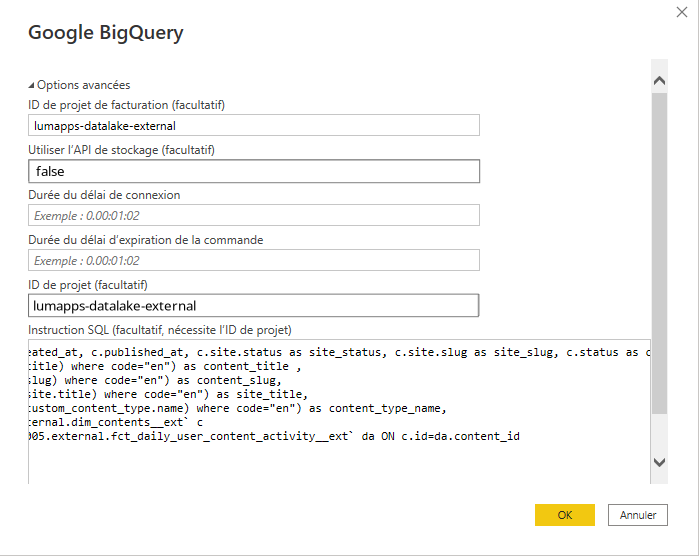 Google BigQuery
Options avancées
ID de projet de facturation (facultatif)
lumapps-datalake-external
Utiliser l'API de stockage (facultatif)
false
Durée du délai de connexion
Exemple : 0.00:01:02
Durée du délai d'expiration de la commande
Exemple : 0.00:01:02
ID de projet (facultatif)
lumapps-datalake-external
Instruction SQL (facultatif, nécessite l'ID de projet)
eated_at, c.published_at, c.site.status as site_status, c.site.slug as site_slug, c.status as c
title) where code="en") as content_title ,
slug) where code="en") as content_slug,
site.title) where code="en") as site_title,
custom_content_type.name) where code="en") as content_type_name,
ernal.dim_contents__ext` c
005.external.fct_daily_user_content_activity__ext` da ON c.id=da.content_id
OK
Annuler